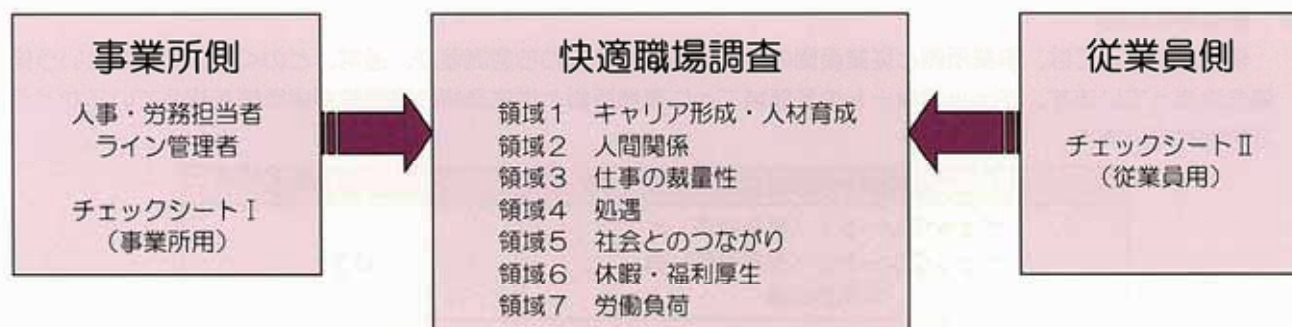 事業所側
人事・労務担当者
ライン管理者
チェックシートⅠ
（事業所用）
快適職場調査
領域1 キャリア形成・人材育成
領域2 人間関係
領域3 仕事の裁量性
領域4 処遇
領域5 社会とのつながり
領域6 休暇・福利厚生
領域7 労働負荷
従業員側
チェックシートⅡ
（従業員用）